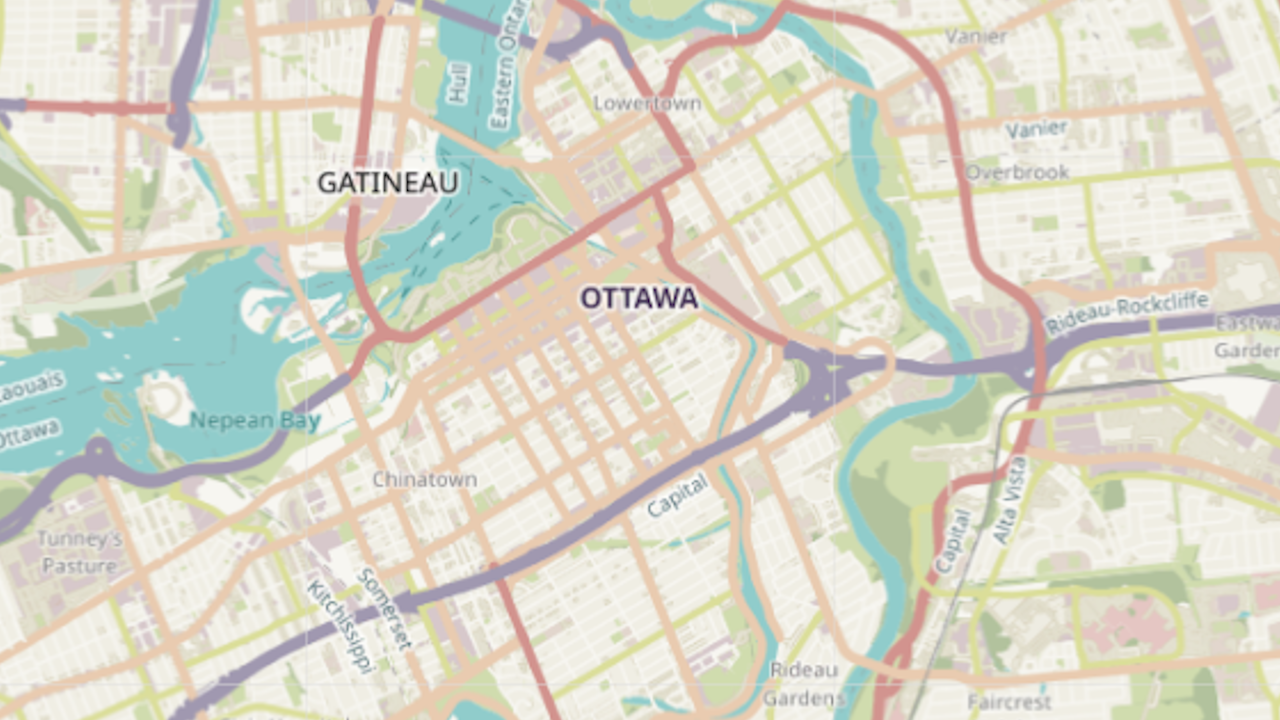 Vanier
Hull
Eastern Ontar
Lowertown
Vanier
Overbrook
GATINEAU
OTTAWA
Rideau-Rockcliffe
Eastwa
Garden
aouais
Ottawa
Nepean Bay
Chinatown
Capital
Alta Vista
Capital
Tunney's
Pasture
Somerset
Kitchissippi
Rideau
Gardens
Faircrest